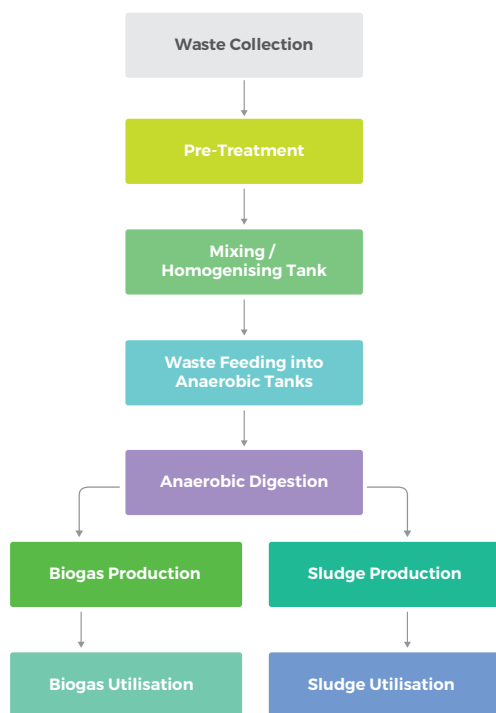 Waste Collection
Pre-Treatment
Mixing /
Homogenising Tank
Waste Feeding into
Anaerobic Tanks
Anaerobic Digestion
Biogas Production
Sludge Production
Biogas Utilisation
Sludge Utilisation